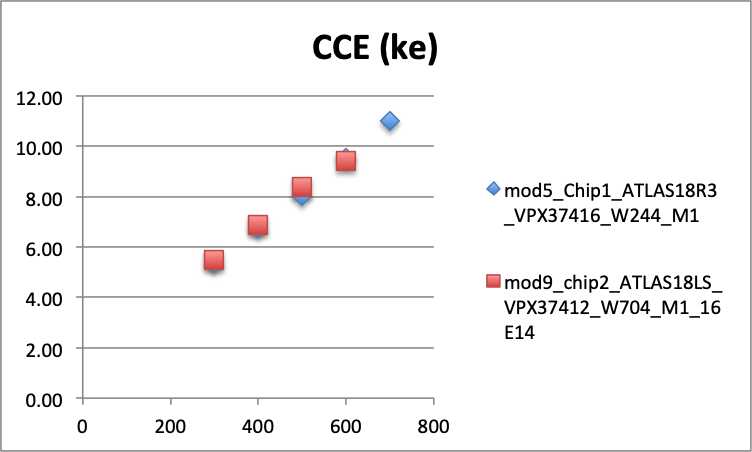 CCE (ke)
12.00
10.00
8.00
6.00
4.00
2.00
0.00
0 200 400 600 800
mod5_Chip1_ATLAS18R3
_VPX37416_W244_M1
mod9_chip2_ATLAS18LS_
VPX37412_W704_M1_16
E14